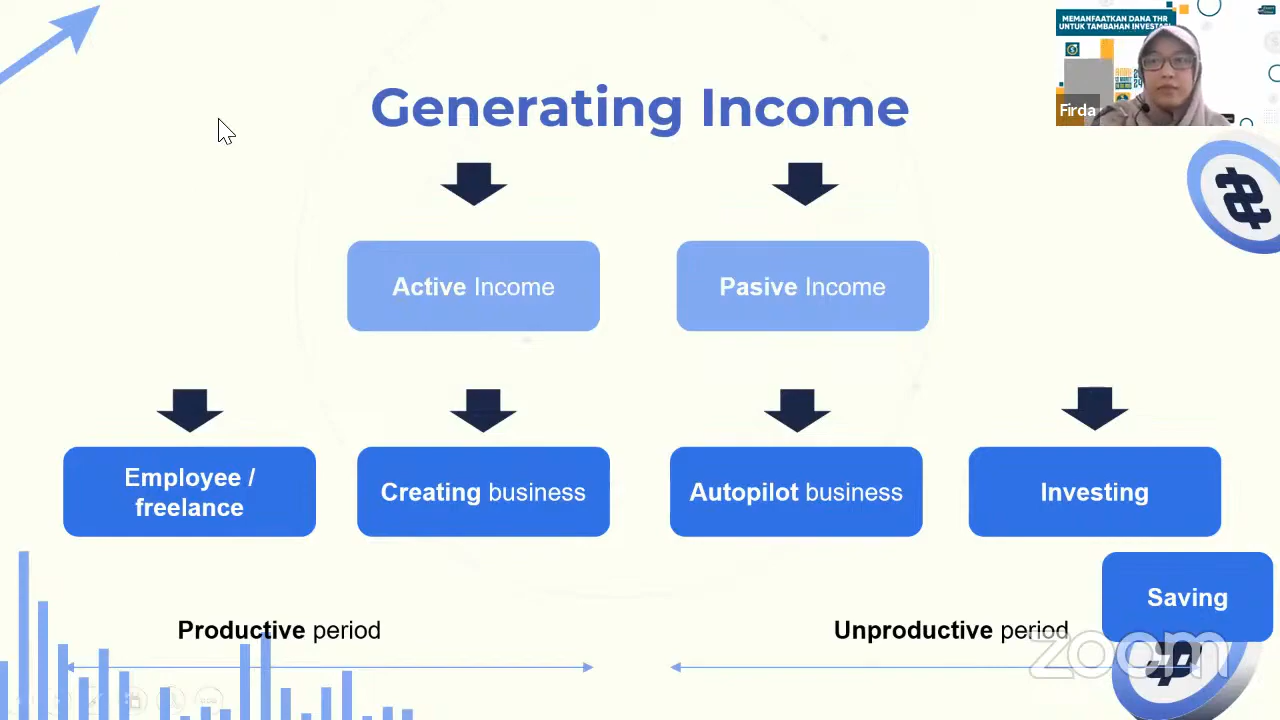 MEMANFAATKAN DANA THR
UNTUK TAMBAHAN INVESTASI
Firda
Generating Income
Active Income
Pasive Income
Employee /
freelance
Creating business
Autopilot business
Investing
Saving
Productive period
Unproductive period
zoom